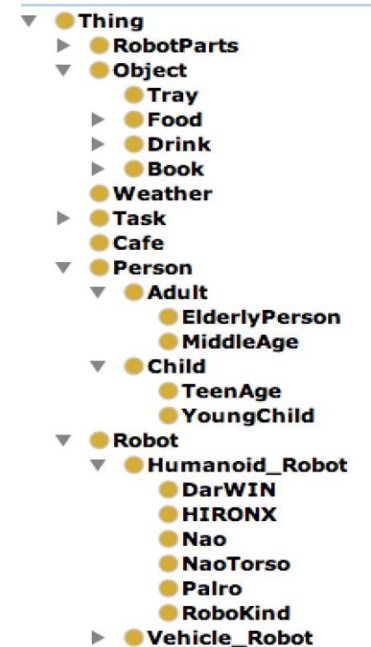 Thing
RobotParts
Object
Tray
Food
Drink
Book
Weather
Task
Cafe
Person
Adult
ElderlyPerson
MiddleAge
Child
TeenAge
YoungChild
Robot
Humanoid_Robot
DarWIN
HIRONX
Nao
NaoTorso
Palro
RoboKind
Vehicle_Robot